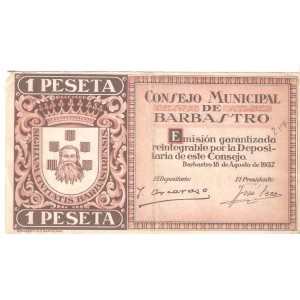 1 PESETA
CONSEJO MUNICIPAL
DE
BARBASTRO
Emisión garantizada
reintegrable por la Deposi-
taria de este Consejo.
Barbastro 18 de Agosto de 1937
El Depositario:
El Presidente:
1 PESETA